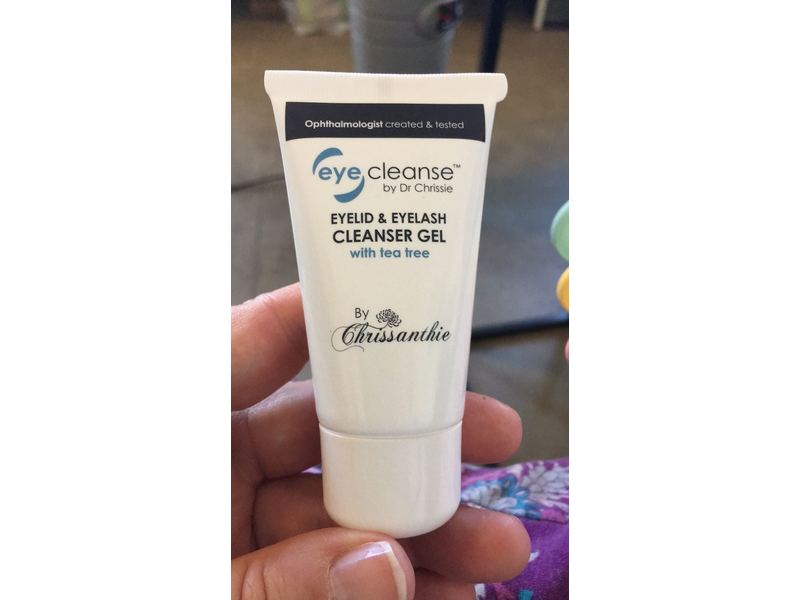 Ophthalmologist created & tested
eye cleanse™
by Dr Chrissie
EYELID & EYELASH
CLEANSER GEL
with tea tree
By
Chrissanthie